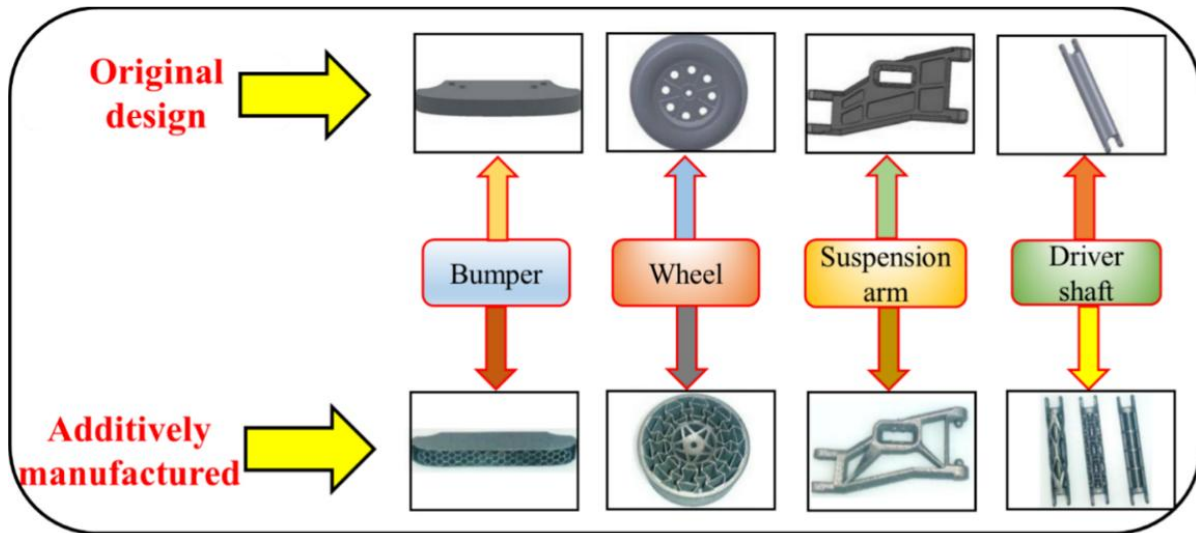 Original
design
Bumper
Wheel
Suspension
arm
Driver
shaft
Additively
manufactured